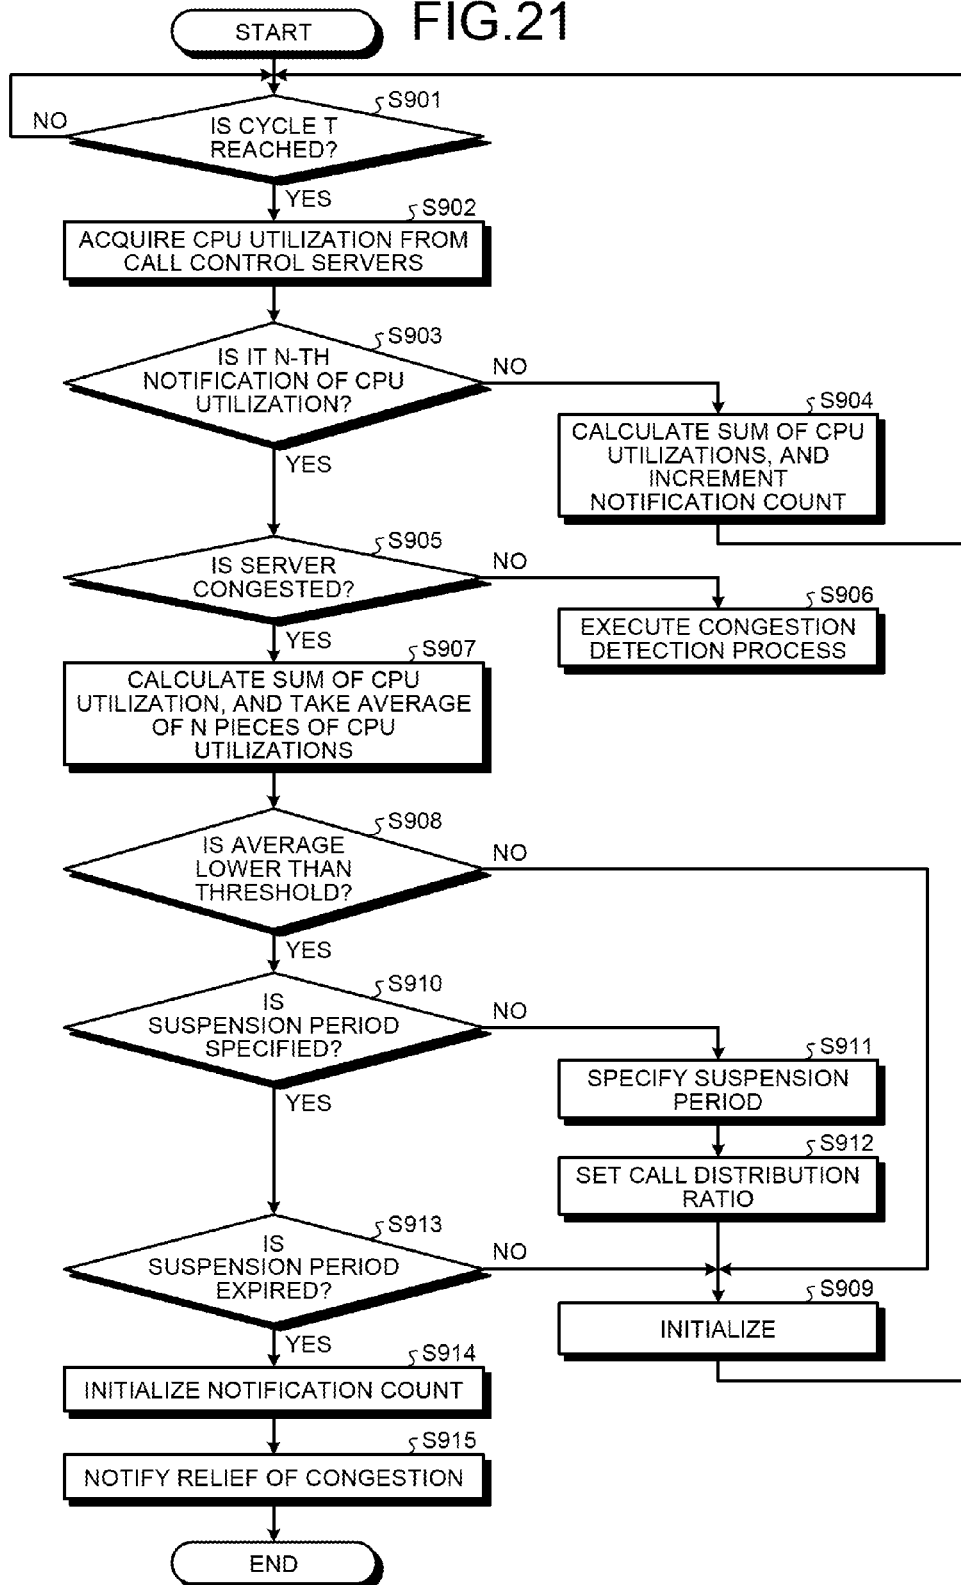 FIG.21
START
S901
IS CYCLE T
REACHED?
NO
YES
S902
ACQUIRE CPU UTILIZATION FROM
CALL CONTROL SERVERS
S903
IS IT N-TH
NOTIFICATION OF CPU
UTILIZATION?
NO
YES
S904
CALCULATE SUM OF CPU
UTILIZATIONS, AND
INCREMENT
NOTIFICATION COUNT
S905
IS SERVER
CONGESTED?
NO
YES
S906
EXECUTE CONGESTION
DETECTION PROCESS
S907
CALCULATE SUM OF CPU
UTILIZATION, AND TAKE AVERAGE
OF N PIECES OF CPU
UTILIZATIONS
S908
IS AVERAGE
LOWER THAN
THRESHOLD?
NO
YES
S910
IS
SUSPENSION PERIOD
SPECIFIED?
NO
YES
S911
SPECIFY SUSPENSION
PERIOD
S912
SET CALL DISTRIBUTION
RATIO
S913
IS
SUSPENSION PERIOD
EXPIRED?
NO
YES
S909
INITIALIZE
S914
INITIALIZE NOTIFICATION COUNT
S915
NOTIFY RELIEF OF CONGESTION
END